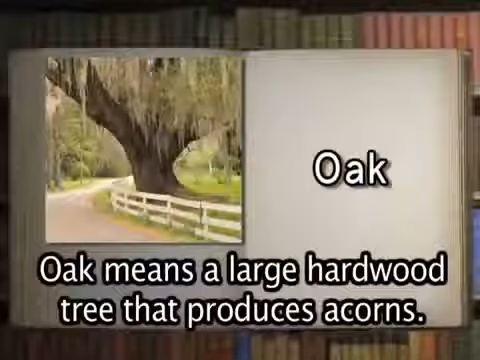 Oak
Oak means a large hardwood
tree that produces acorns.